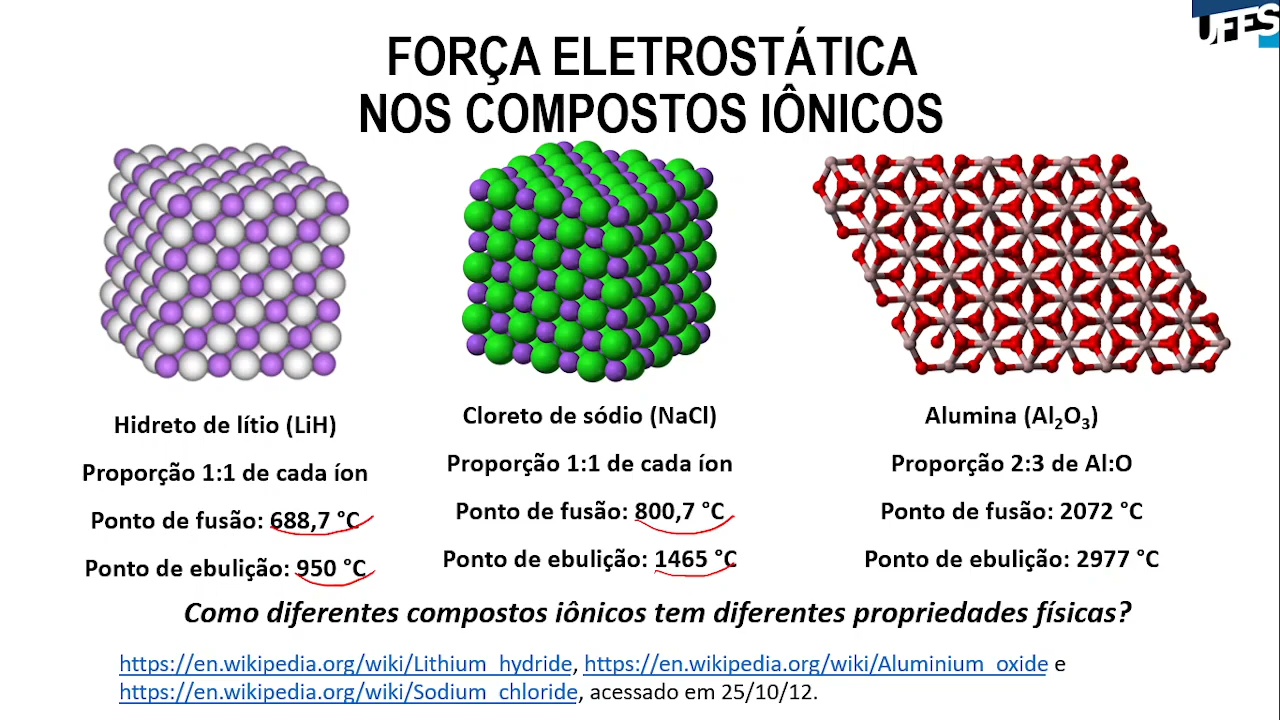 UFES
FORÇA ELETROSTÁTICA
NOS COMPOSTOS IÔNICOS
Hidreto de lítio (LiH)
Proporção 1:1 de cada íon
Ponto de fusão: 688,7 °C
Ponto de ebulição: 950 °C
Cloreto de sódio (NaCl)
Proporção 1:1 de cada íon
Ponto de fusão: 800,7 °C
Ponto de ebulição: 1465 °C
Alumina (Al₂O₃)
Proporção 2:3 de Al:O
Ponto de fusão: 2072 °C
Ponto de ebulição: 2977 °C
Como diferentes compostos iônicos tem diferentes propriedades físicas?
https://en.wikipedia.org/wiki/Lithium_hydride, https://en.wikipedia.org/wiki/Aluminium_oxide e
https://en.wikipedia.org/wiki/Sodium_chloride, acessado em 25/10/12.